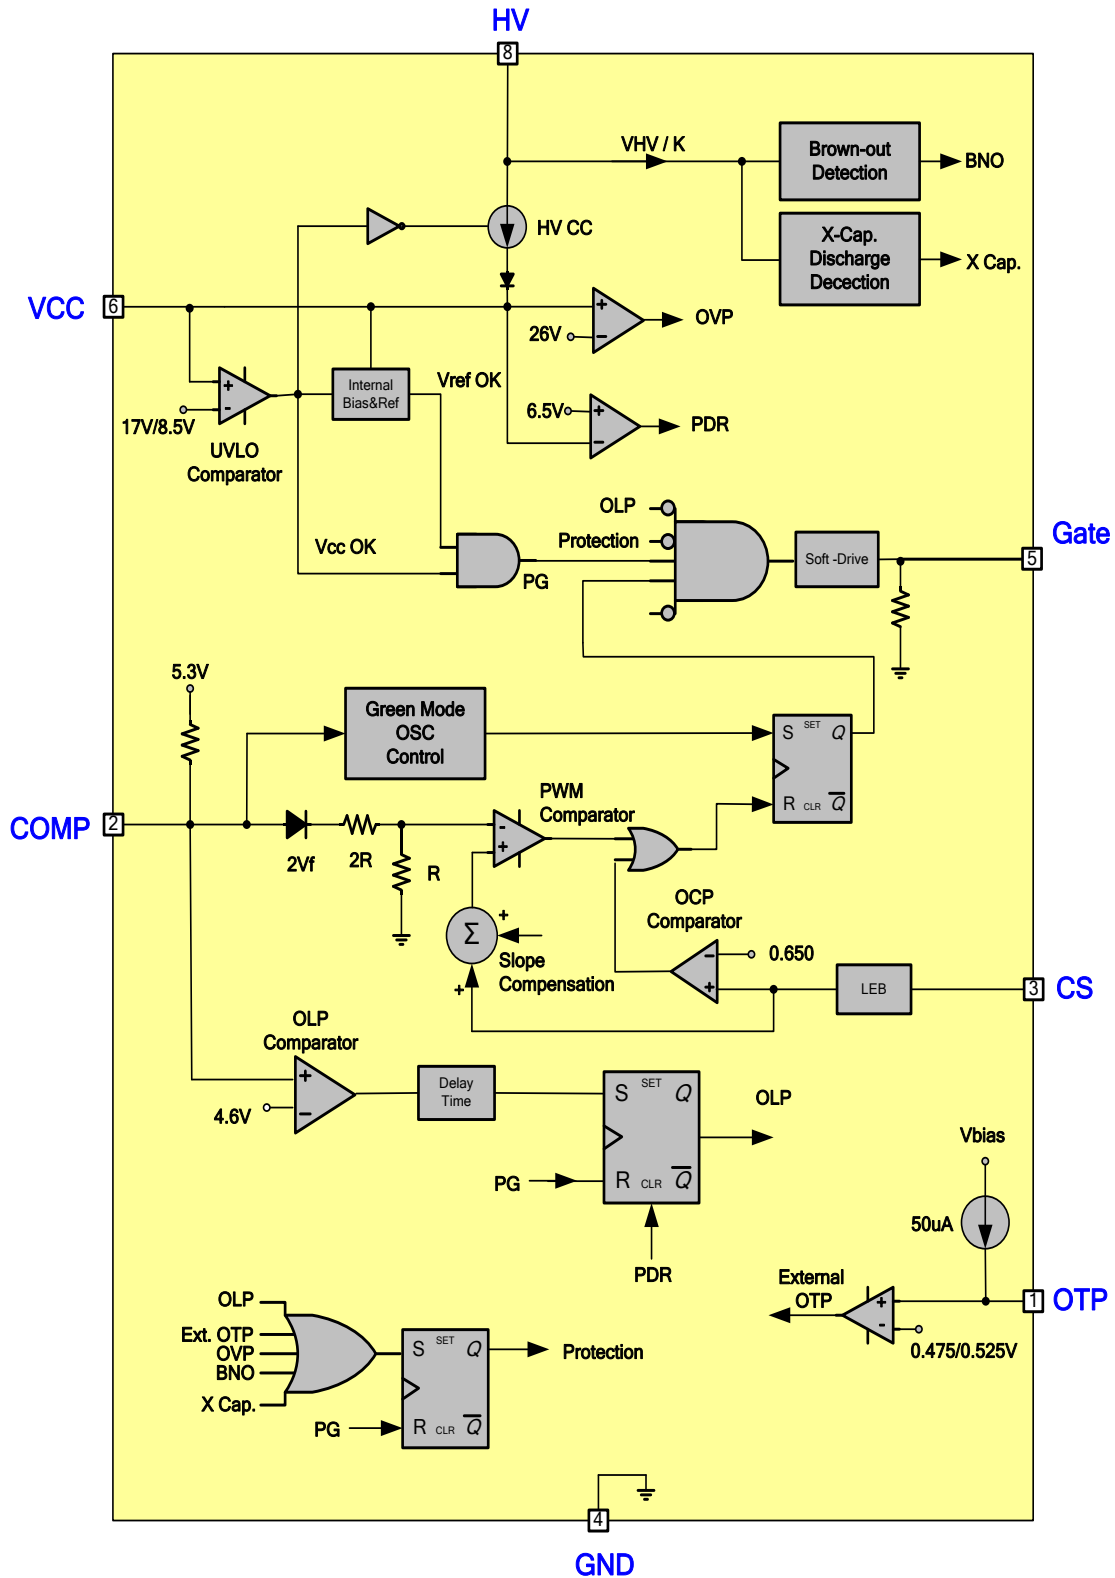 HV
8
VHV / K
Brown-out
Detection
BNO
HV CC
X-Cap.
Discharge
Decection
X Cap.
VCC
6
+
-
26V
OVP
+
-
17V/8.5V
UVLO
Comparator
Internal
Bias&Ref
Vref OK
6.5V
+
-
PDR
OLP
Protection
Vcc OK
PG
Soft -Drive
Gate
5
5.3V
Green Mode
OSC
Control
S SET Q
R CLR Q
COMP
2
2Vf
2R
R
PWM
Comparator
-
+
Σ
+
+
Slope
Compensation
OCP
Comparator
-
+
0.650
LEB
3
CS
OLP
Comparator
+
-
4.6V
Delay
Time
S SET Q
R CLR Q
OLP
PG
PDR
Vbias
50uA
External
OTP
+
-
0.475/0.525V
1
OTP
OLP
Ext. OTP
OVP
BNO
X Cap.
S SET Q
R CLR Q
Protection
PG
4
GND